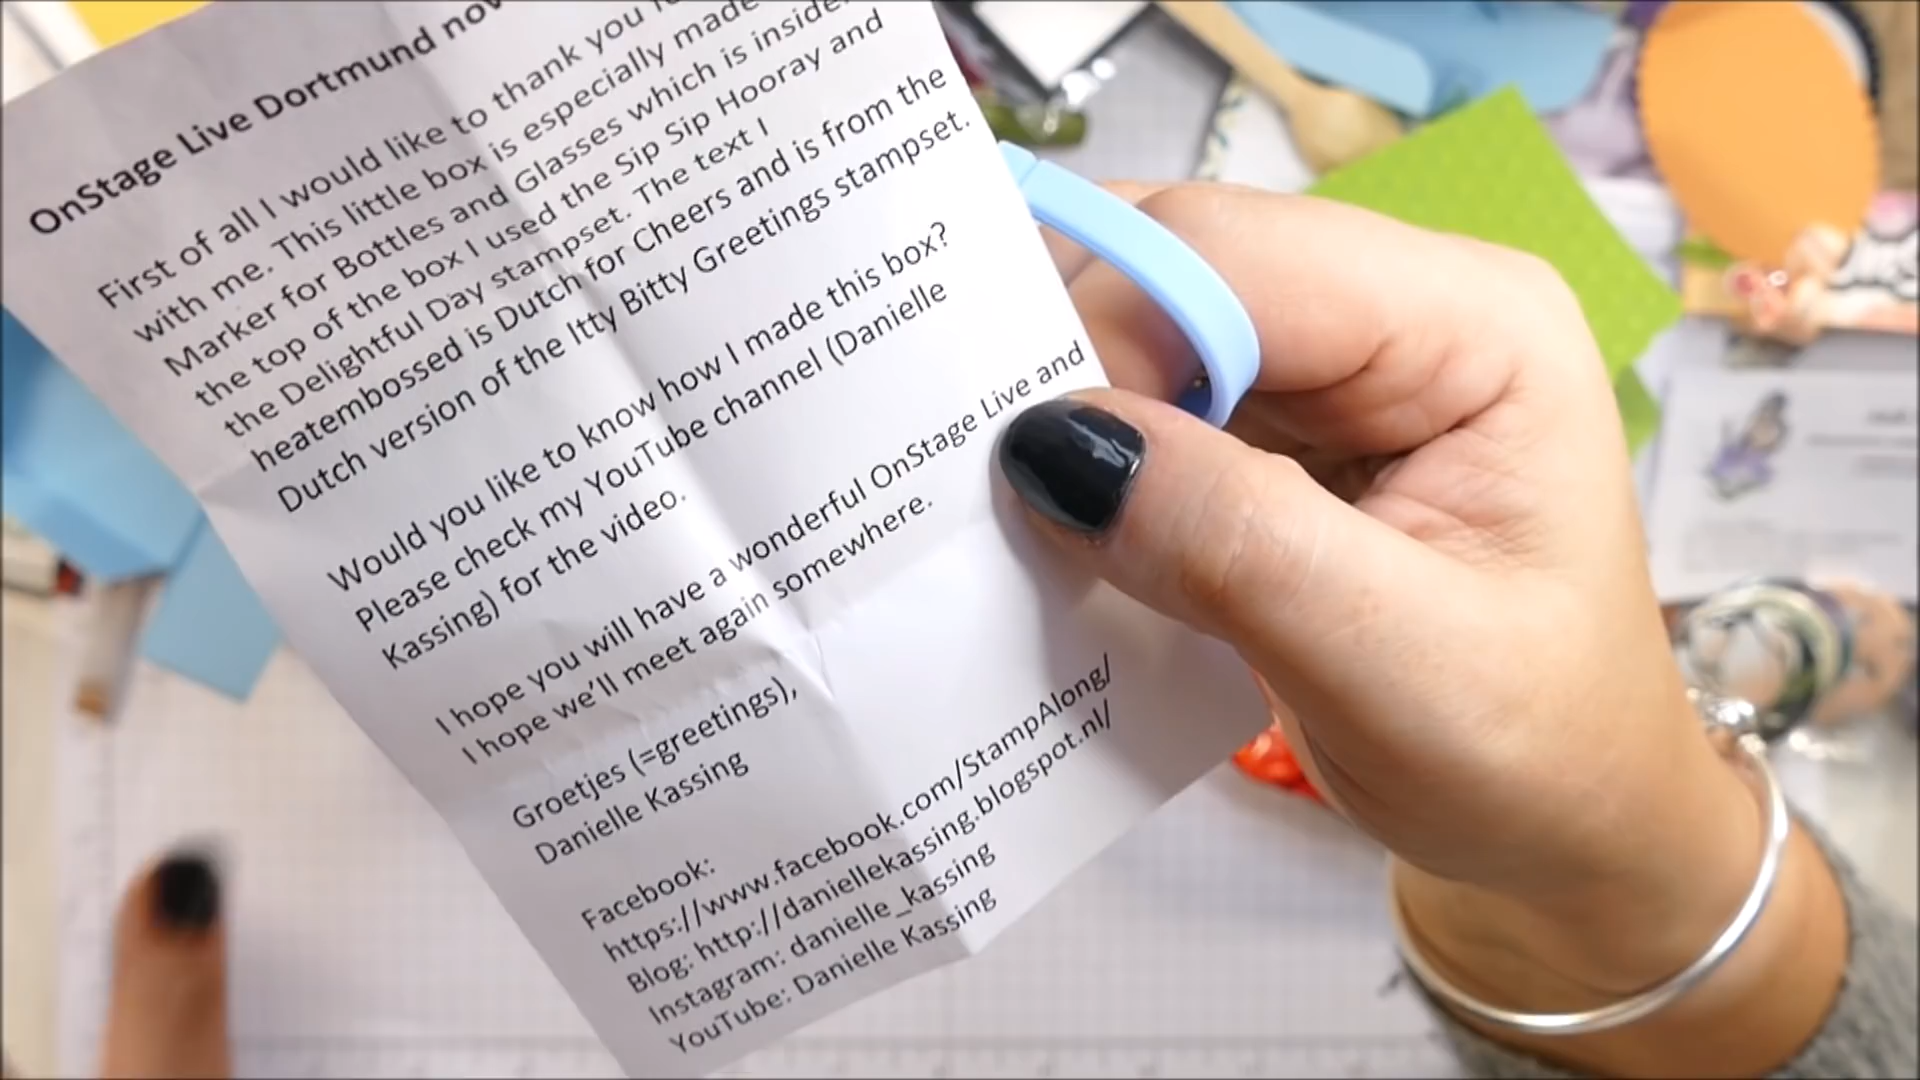 OnStage Live Dortmund nov
First of all I would like to thank you
with me. This little box is especially made
Marker for Bottles and Glasses which is inside.
the top of the box I used the Sip Sip Hooray and
the Delightful Day stampset. The text I
heatembossed is Dutch for Cheers and is from the
Dutch version of the Itty Bitty Greetings stampset.
Would you like to know how I made this box?
Please check my YouTube channel (Danielle
Kassing) for the video.
I hope you will have a wonderful OnStage Live and
I hope we'll meet again somewhere.
Groetjes (=greetings),
Danielle Kassing
Facebook:
https://www.facebook.com/StampAlong/
Blog: http://daniellekassing.blogspot.nl/
Instagram: danielle_kassing
YouTube: Danielle Kassing